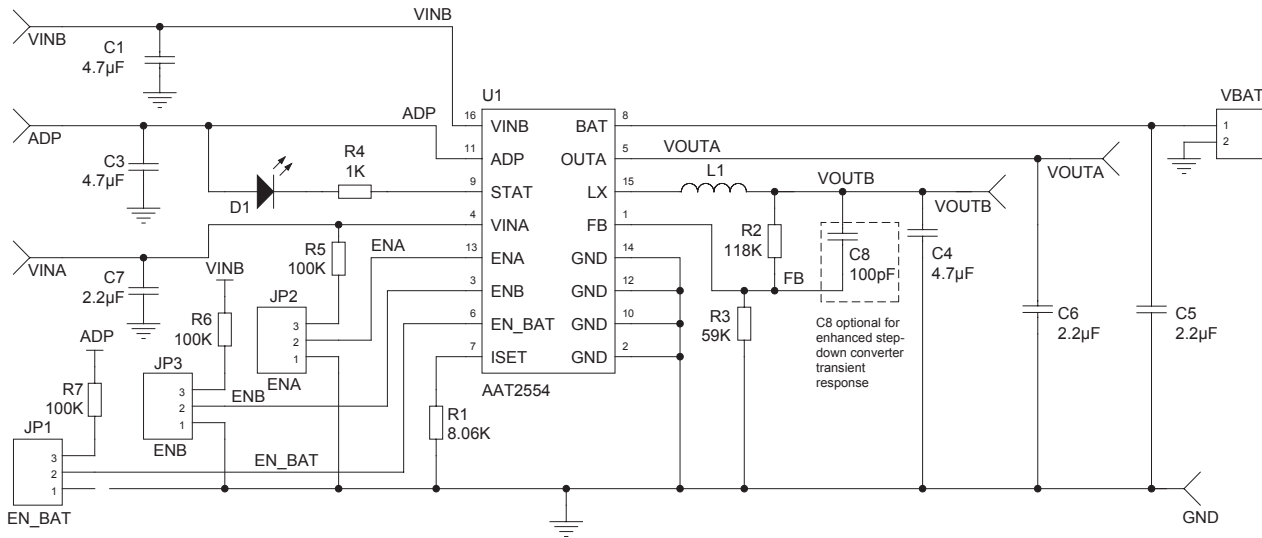 VINB
VINB
C1
4.7µF
U1
VBAT
16
VINB
BAT
8
1
2
ADP
ADP
11
ADP
OUTA
5
VOUTA
VOUTA
C3
4.7µF
R4
1K
D1
9
STAT
LX
15
L1
VOUTB
VOUTB
4
VINA
FB
1
R2
118K
C8
100pF
C4
4.7µF
VINA
C7
2.2µF
R5
100K
ENA
13
ENA
GND
14
FB
VINB
3
ENB
GND
12
R6
100K
JP2
3
2
1
ENA
6
EN_BAT
GND
10
R3
59K
C8 optional for
enhanced step-
down converter
transient
response
C6
2.2µF
C5
2.2µF
ADP
7
ISET
GND
2
AAT2554
R7
100K
JP3
3
2
1
ENB
ENB
R1
8.06K
JP1
3
2
1
EN_BAT
EN_BAT
GND